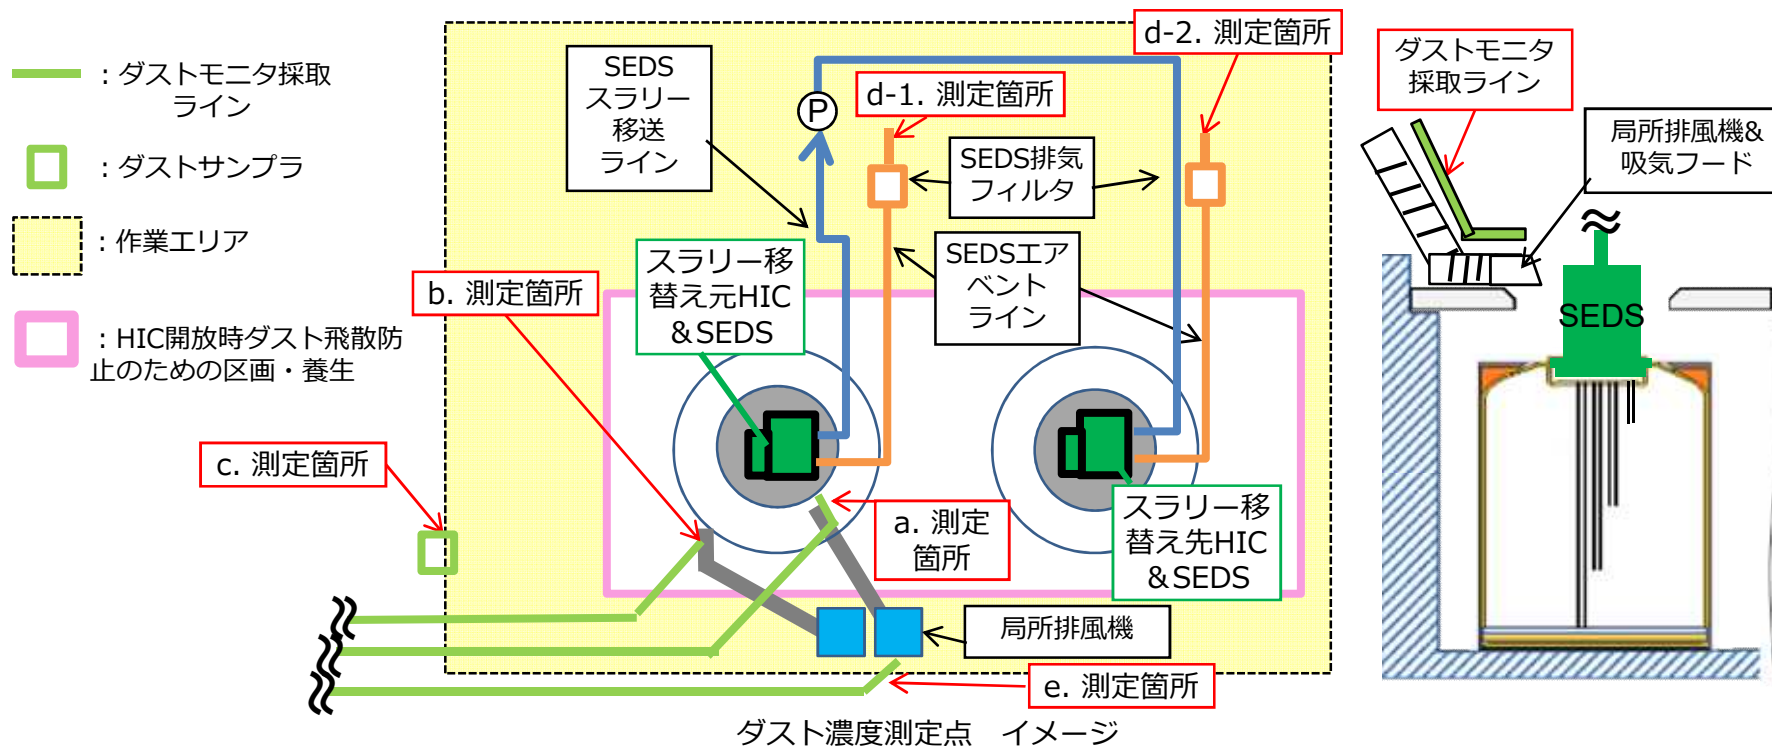 ：ダストモニタ採取
ライン
：ダストサンプラ
：作業エリア
：HIC開放時ダスト飛散防
止のための区画・養生
SEDS
スラリー
移送
ライン
P
d-1. 測定箇所
d-2. 測定箇所
SEDS排気
フィルタ
SEDSエア
ベント
ライン
スラリー移
替え元HIC
＆SEDS
b. 測定箇所
c. 測定箇所
a. 測定
箇所
スラリー移
替え先HIC
＆SEDS
局所排風機
e. 測定箇所
ダスト濃度測定点　イメージ
ダストモニタ
採取ライン
局所排風機&
吸気フード
SEDS